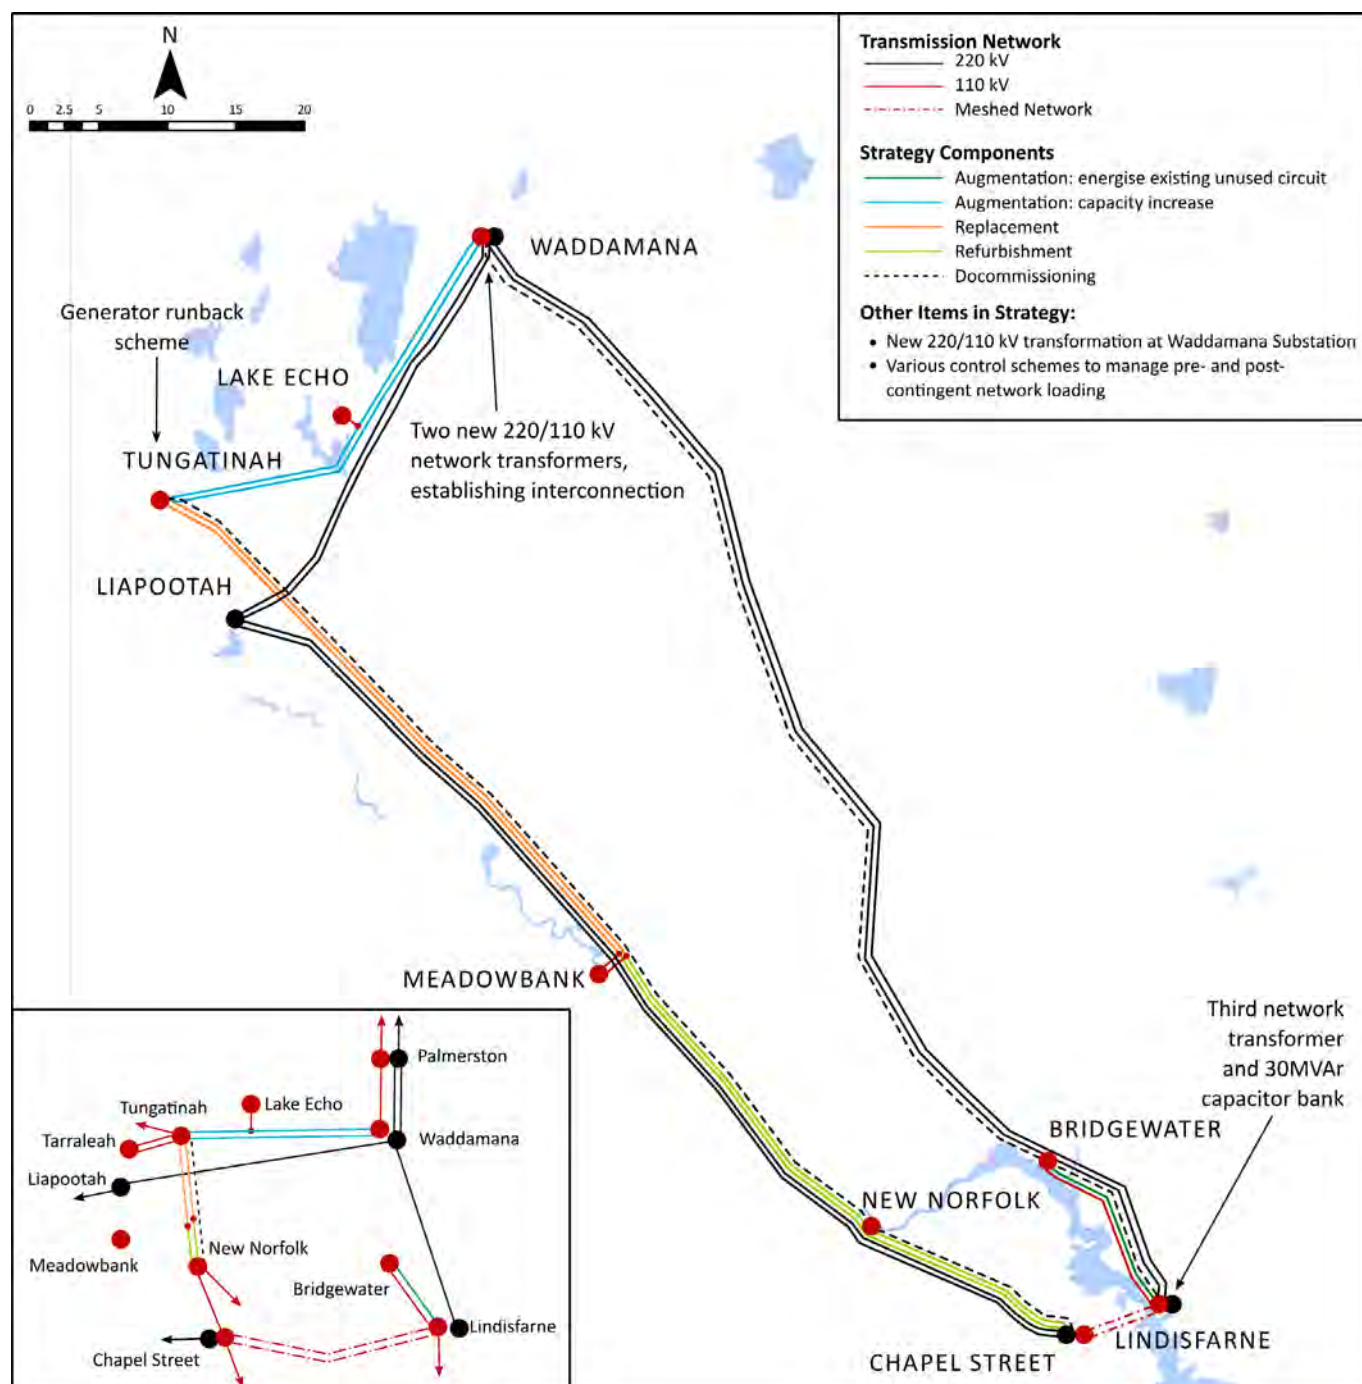 N
0 2.5 5 10 15 20
Transmission Network
220 kV
110 kV
Meshed Network
Strategy Components
Augmentation: energise existing unused circuit
Augmentation: capacity increase
Replacement
Refurbishment
Docommissioning
Other Items in Strategy:
• New 220/110 kV transformation at Waddamana Substation
• Various control schemes to manage pre- and post-
contingent network loading
WADDAMANA
Generator runback
scheme
LAKE ECHO
Two new 220/110 kV
network transformers,
establishing interconnection
TUNGATINAH
LIAPOOTAH
MEADOWBANK
Third network
transformer
and 30MVAr
capacitor bank
BRIDGEWATER
NEW NORFOLK
LINDISFARNE
CHAPEL STREET
Palmerston
Lake Echo
Tungatinah
Tarraleah
Waddamana
Liapootah
New Norfolk
Meadowbank
Bridgewater
Lindisfarne
Chapel Street